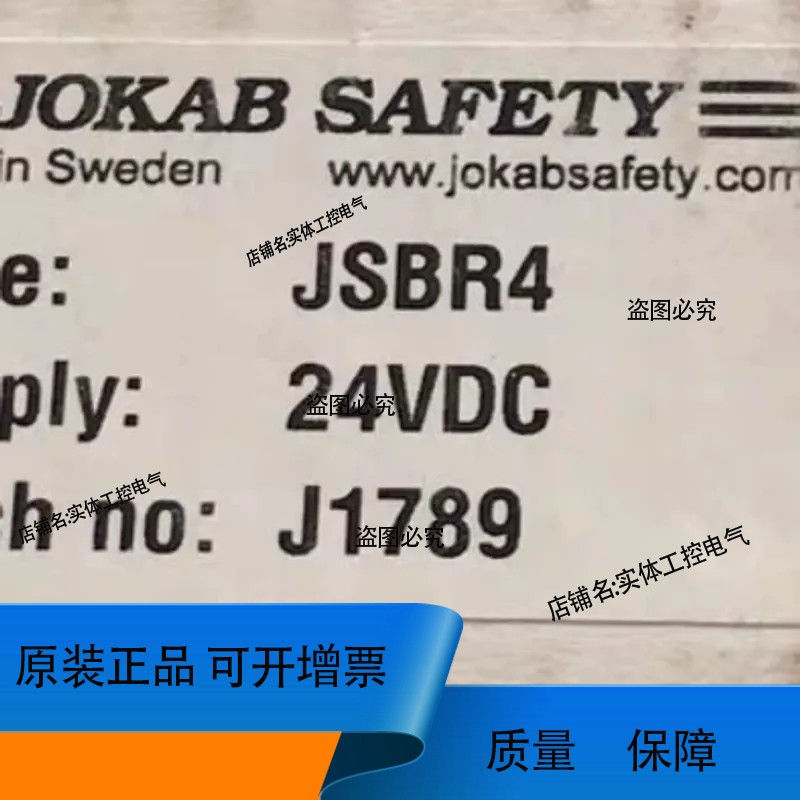 JOKAB SAFETY
in Sweden www.jokabsafety.com
店铺名:实体工控电气
e: JSBR4
盗图必究
ply: 24VDC
盗图必究
店铺名:实体工控电气
ch no: J1789
盗图必究
店铺名:实体工控电气
原装正品 可开增票
质量 保障